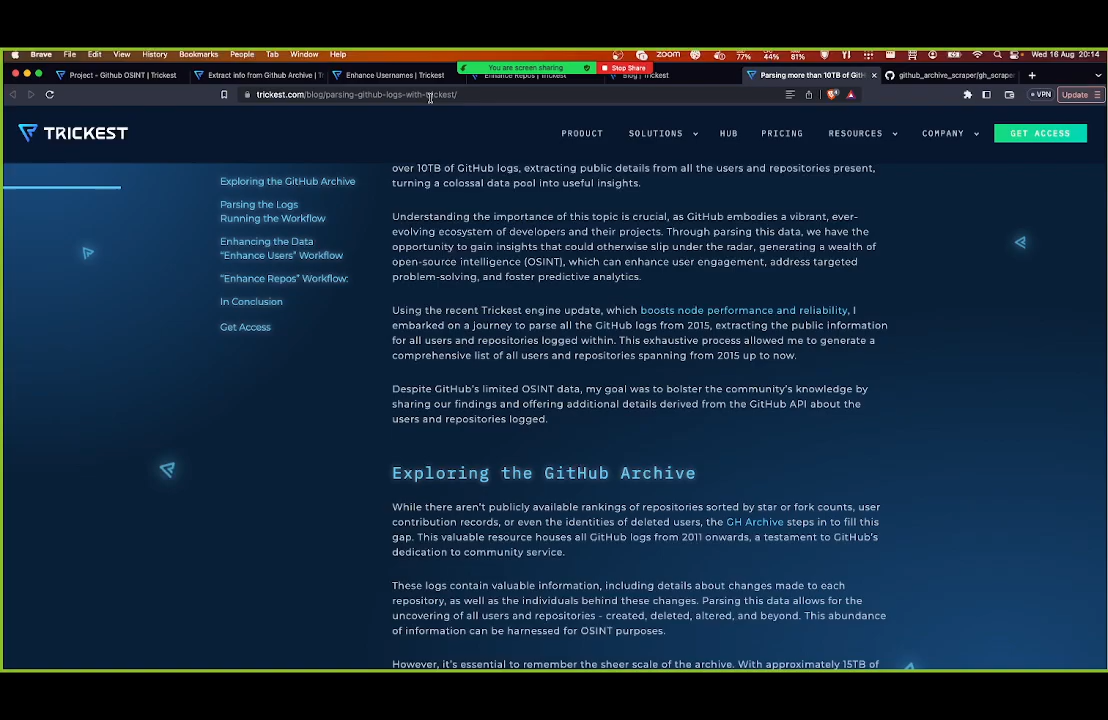 Brave File Edit View History Bookmarks People Tab Window Help zoom 77% 44% 81% Wed 16 Aug 20:14
You are screen sharing Stop Share
Project - Github OSINT | Trickest Extract info from Github Archive | T Enhance Usernames | Trickest Enhance Repos | Trickest Blog | Trickest Parsing more than 10TB of GitH github_archive_scraper/gh_scraper
trickest.com/blog/parsing-github-logs-with-trickest/ VPN Update
TRICKEST PRODUCT SOLUTIONS HUB PRICING RESOURCES COMPANY GET ACCESS
Exploring the GitHub Archive
Parsing the Logs
Running the Workflow
Enhancing the Data
“Enhance Users” Workflow
“Enhance Repos” Workflow:
In Conclusion
Get Access
over 10TB of GitHub logs, extracting public details from all the users and repositories present,
turning a colossal data pool into useful insights.
Understanding the importance of this topic is crucial, as GitHub embodies a vibrant, ever-
evolving ecosystem of developers and their projects. Through parsing this data, we have the
opportunity to gain insights that could otherwise slip under the radar, generating a wealth of
open-source intelligence (OSINT), which can enhance user engagement, address targeted
problem-solving, and foster predictive analytics.
Using the recent Trickest engine update, which boosts node performance and reliability, I
embarked on a journey to parse all the GitHub logs from 2015, extracting the public information
for all users and repositories logged within. This exhaustive process allowed me to generate a
comprehensive list of all users and repositories spanning from 2015 up to now.
Despite GitHub’s limited OSINT data, my goal was to bolster the community’s knowledge by
sharing our findings and offering additional details derived from the GitHub API about the
users and repositories logged.
Exploring the GitHub Archive
While there aren’t publicly available rankings of repositories sorted by star or fork counts, user
contribution records, or even the identities of deleted users, the GH Archive steps in to fill this
gap. This valuable resource houses all GitHub logs from 2011 onwards, a testament to GitHub’s
dedication to community service.
These logs contain valuable information, including details about changes made to each
repository, as well as the individuals behind these changes. Parsing this data allows for the
uncovering of all users and repositories - created, deleted, altered, and beyond. This abundance
of information can be harnessed for OSINT purposes.
However, it’s essential to remember the sheer scale of the archive. With approximately 15TB of